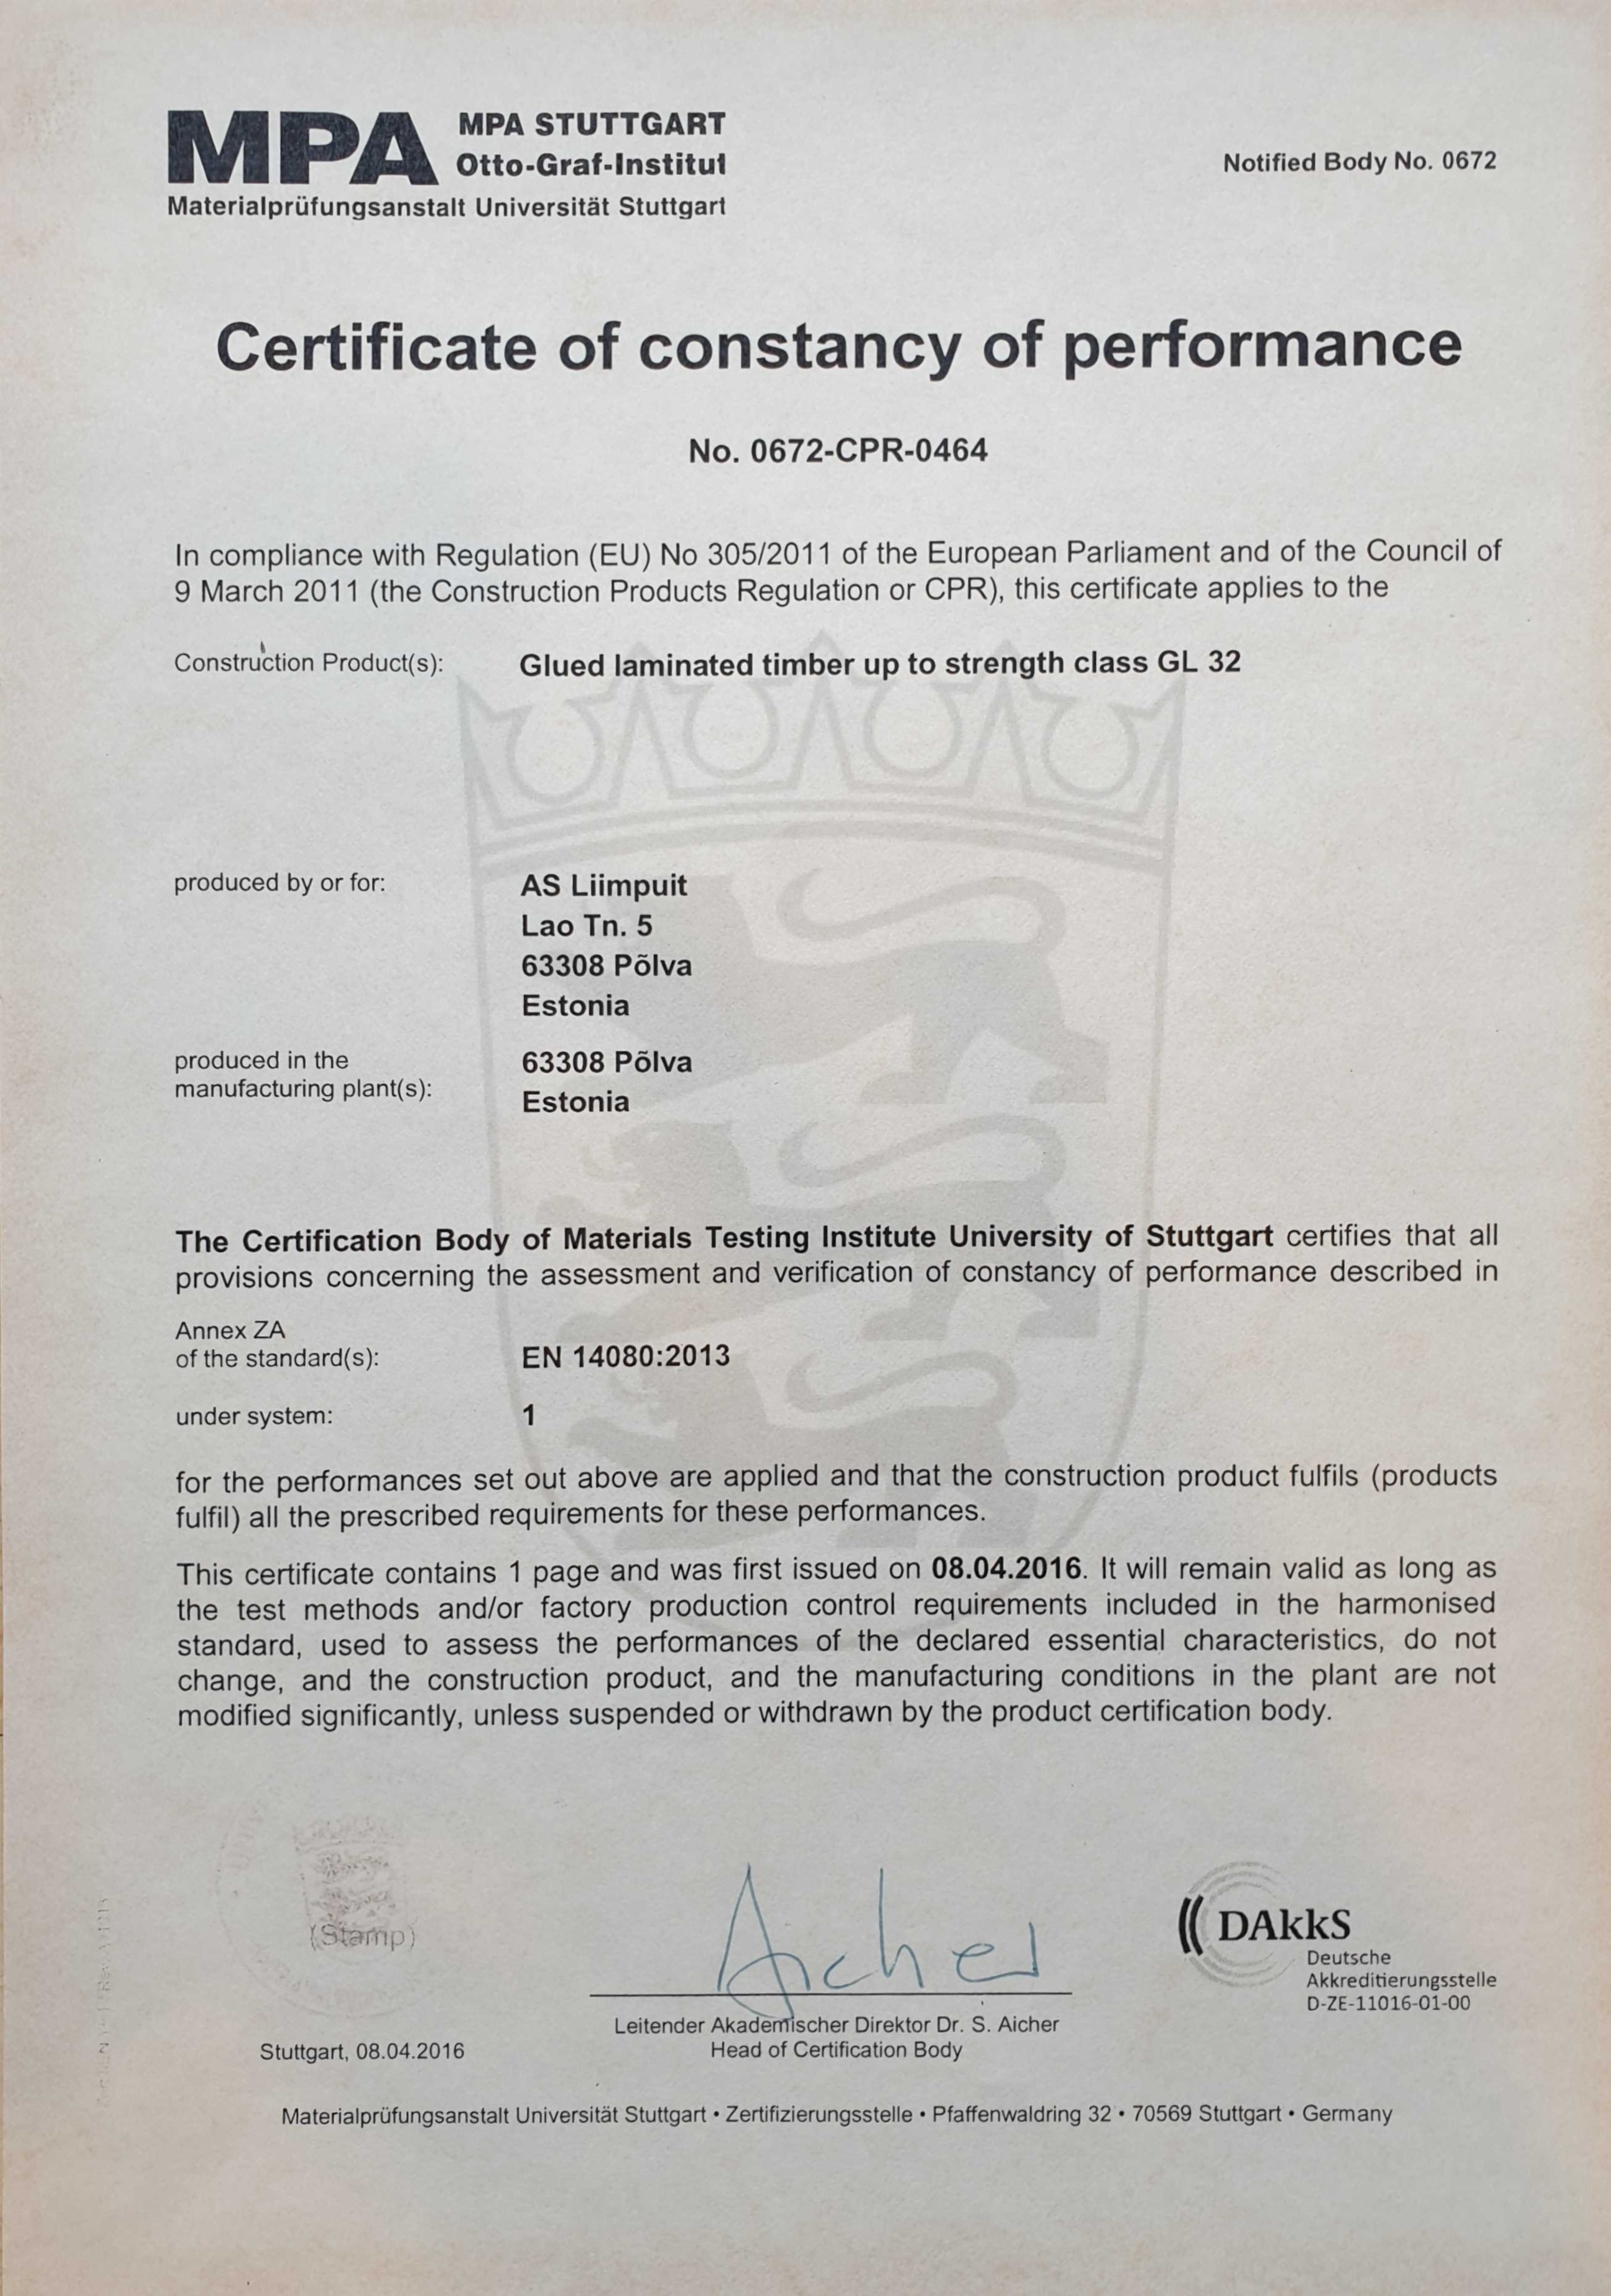 MPA
MPA STUTTGART
Otto-Graf-Institut
Materialprüfungsanstalt Universität Stuttgart
Notified Body No. 0672
Certificate of constancy of performance
No. 0672-CPR-0464
In compliance with Regulation (EU) No 305/2011 of the European Parliament and of the Council of
9 March 2011 (the Construction Products Regulation or CPR), this certificate applies to the
Construction Product(s): Glued laminated timber up to strength class GL 32
produced by or for: AS Liimpuit
Lao Tn. 5
63308 Põlva
Estonia
produced in the
manufacturing plant(s):
63308 Põlva
Estonia
The Certification Body of Materials Testing Institute University of Stuttgart certifies that all
provisions concerning the assessment and verification of constancy of performance described in
Annex ZA
of the standard(s): EN 14080:2013
under system: 1
for the performances set out above are applied and that the construction product fulfils (products
fulfil) all the prescribed requirements for these performances.
This certificate contains 1 page and was first issued on 08.04.2016. It will remain valid as long as
the test methods and/or factory production control requirements included in the harmonised
standard, used to assess the performances of the declared essential characteristics, do not
change, and the construction product, and the manufacturing conditions in the plant are not
modified significantly, unless suspended or withdrawn by the product certification body.
(Stamp)
Aicher
DAkkS
Deutsche
Akkreditierungsstelle
D-ZE-11016-01-00
Leitender Akademischer Direktor Dr. S. Aicher
Head of Certification Body
Stuttgart, 08.04.2016
Materialprüfungsanstalt Universität Stuttgart • Zertifizierungsstelle • Pfaffenwaldring 32 • 70569 Stuttgart • Germany